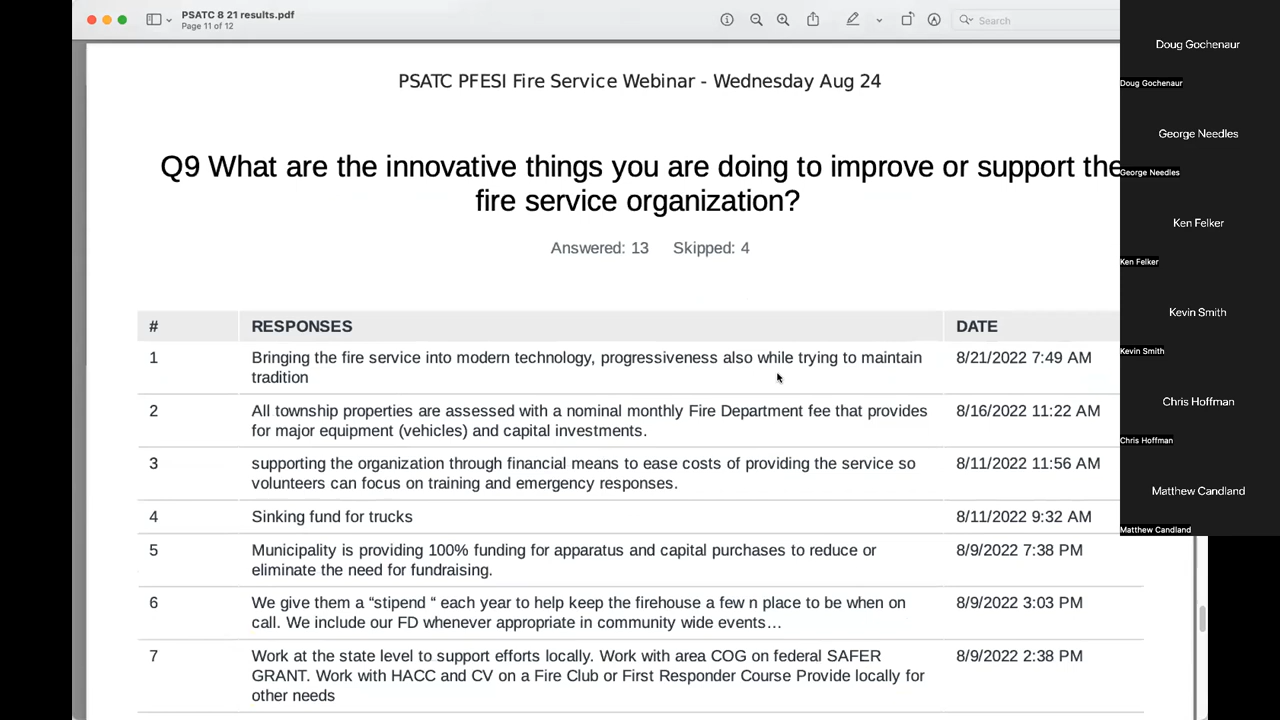 PSATC 8 21 results.pdf
Page 11 of 12
Search
PSATC PFESI Fire Service Webinar - Wednesday Aug 24
Q9 What are the innovative things you are doing to improve or support the
fire service organization?
Answered: 13 Skipped: 4
# RESPONSES DATE
1 Bringing the fire service into modern technology, progressiveness also while trying to maintain 8/21/2022 7:49 AM
tradition
2 All township properties are assessed with a nominal monthly Fire Department fee that provides 8/16/2022 11:22 AM
for major equipment (vehicles) and capital investments.
3 supporting the organization through financial means to ease costs of providing the service so 8/11/2022 11:56 AM
volunteers can focus on training and emergency responses.
4 Sinking fund for trucks 8/11/2022 9:32 AM
5 Municipality is providing 100% funding for apparatus and capital purchases to reduce or 8/9/2022 7:38 PM
eliminate the need for fundraising.
6 We give them a “stipend “ each year to help keep the firehouse a few n place to be when on 8/9/2022 3:03 PM
call. We include our FD whenever appropriate in community wide events…
7 Work at the state level to support efforts locally. Work with area COG on federal SAFER 8/9/2022 2:38 PM
GRANT. Work with HACC and CV on a Fire Club or First Responder Course Provide locally for
other needs
Doug Gochenaur
Doug Gochenaur
George Needles
George Needles
Ken Felker
Ken Felker
Kevin Smith
Kevin Smith
Chris Hoffman
Chris Hoffman
Matthew Candland
Matthew Candland